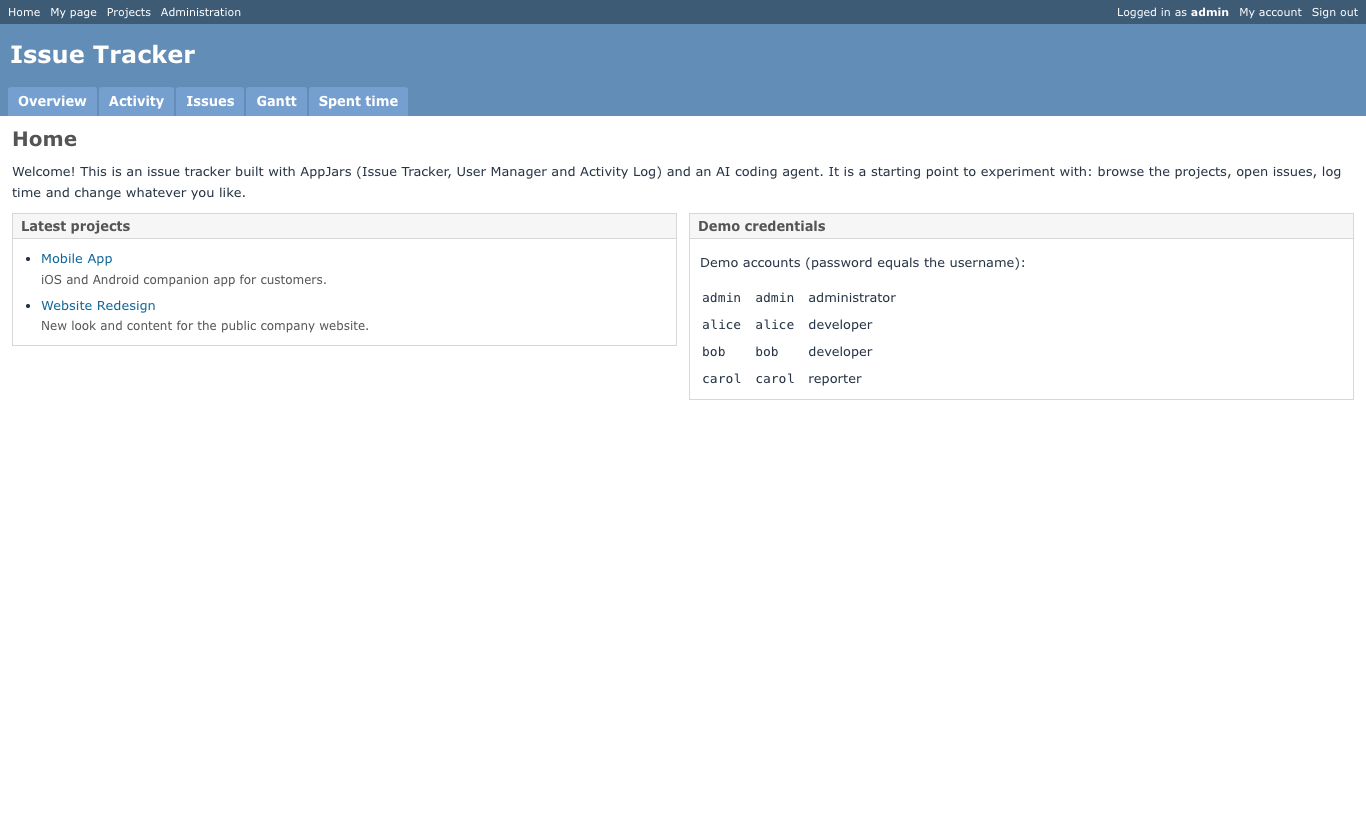 Home My page Projects Administration Logged in as admin My account Sign out
Issue Tracker
Overview Activity Issues Gantt Spent time
Home
Welcome! This is an issue tracker built with AppJars (Issue Tracker, User Manager and Activity Log) and an AI coding agent. It is a starting point to experiment with: browse the projects, open issues, log
time and change whatever you like.
Latest projects
Mobile App
iOS and Android companion app for customers.
Website Redesign
New look and content for the public company website.
Demo credentials
Demo accounts (password equals the username):
admin admin administrator
alice alice developer
bob bob developer
carol carol reporter